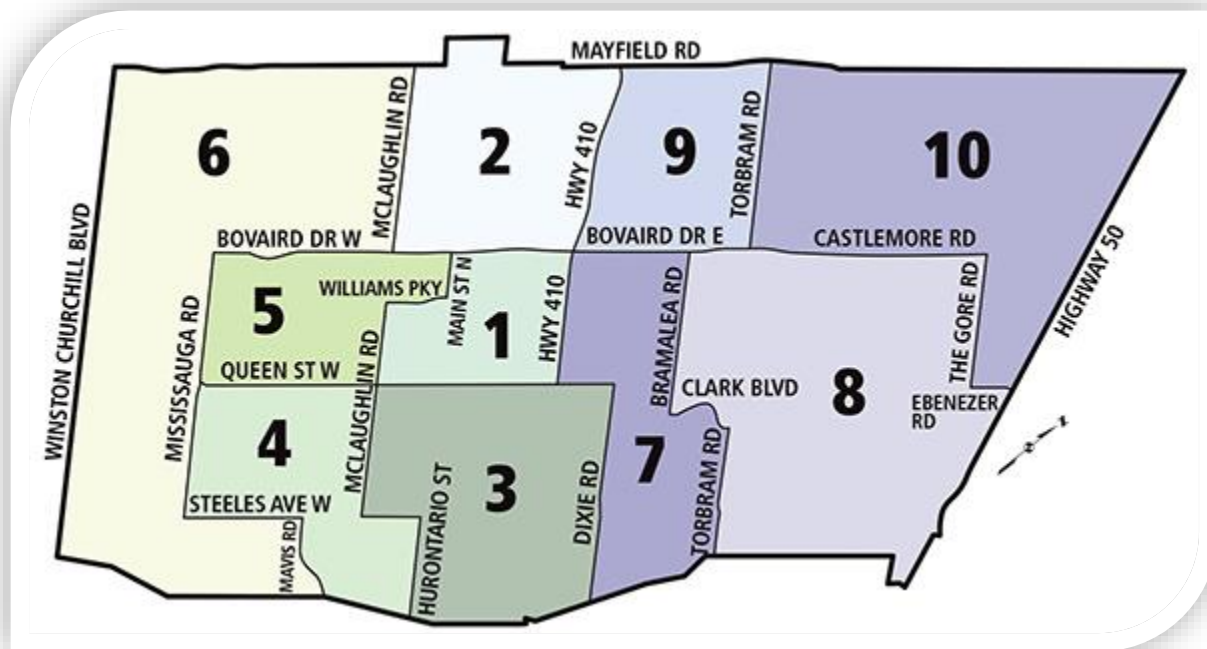 MAYFIELD RD
6
MCLAUGHLIN RD
2
HWY 410
9
TORBRAM RD
10
WINSTON CHURCHILL BLVD
BOVAIRD DR W
BOVAIRD DR E
CASTLEMORE RD
HIGHWAY 50
MISSISSAUGA RD
5
WILLIAMS PKY
MAIN ST N
1
HWY 410
BRAMALEA RD
THE GORE RD
QUEEN ST W
MCLAUGHLIN RD
CLARK BLVD
8
EBENEZER
RD
4
3
7
STEELES AVE W
MAVIS RD
HURONTARIO ST
DIXIE RD
TORBRAM RD